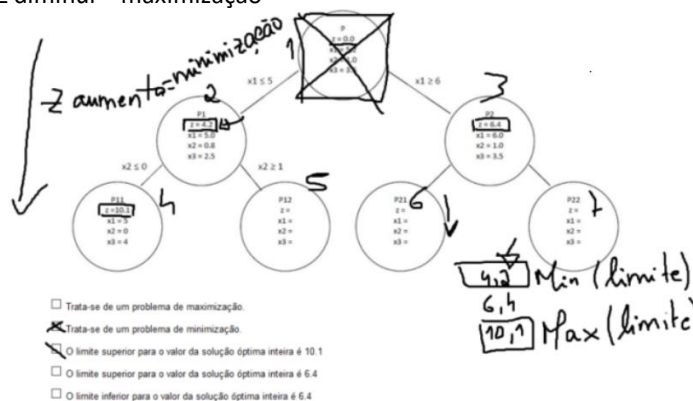 Z diminui – maximização
Z aumenta = minimização
1
P
z = 0.0
x1 ≤ 5
x1 ≥ 6
2
P1
z = 4.2
x1 = 5.0
x2 = 0.8
x3 = 2.5
3
P2
z = 6.4
x1 = 6.0
x2 = 1.0
x3 = 3.5
x2 ≤ 0
x2 ≥ 1
4
P11
z = 10.1
x1 = 5
x2 = 0
x3 = 4
5
P12
z =
x1 =
x2 =
x3 =
6
P21
z =
x1 =
x2 =
x3 =
7
P22
z =
x1 =
x2 =
x3 =
4,2 Min (limite)
6,4
10,1 Max (limite)
Trata-se de um problema de maximização.
Trata-se de um problema de minimização.
O limite superior para o valor da solução óptima inteira é 10.1
O limite superior para o valor da solução óptima inteira é 6.4
O limite inferior para o valor da solução óptima inteira é 6.4